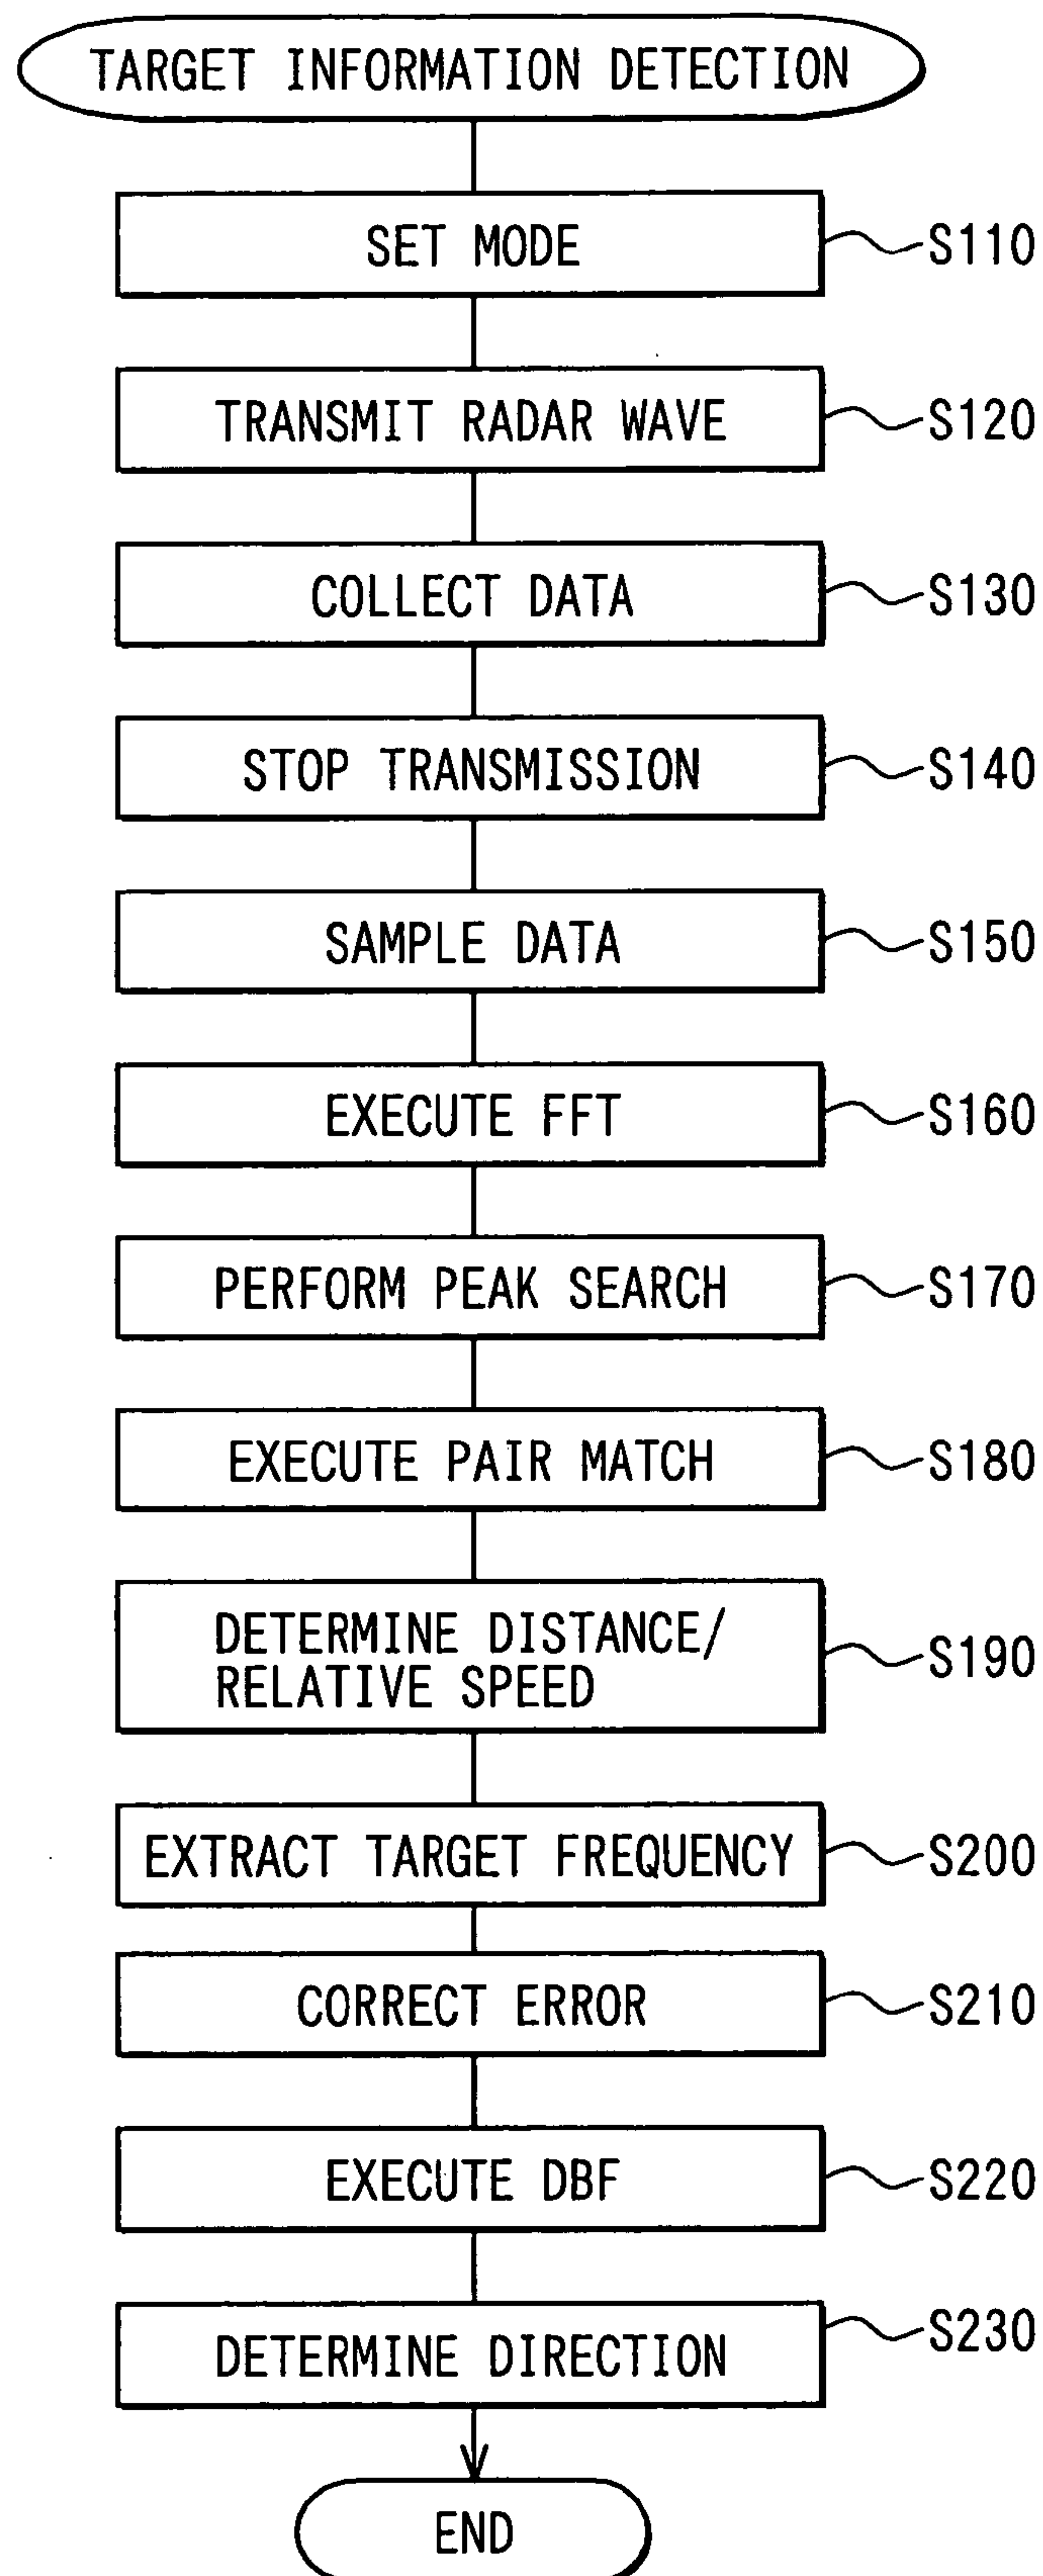 TARGET INFORMATION DETECTION
SET MODE
S110
TRANSMIT RADAR WAVE
S120
COLLECT DATA
S130
STOP TRANSMISSION
S140
SAMPLE DATA
S150
EXECUTE FFT
S160
PERFORM PEAK SEARCH
S170
EXECUTE PAIR MATCH
S180
DETERMINE DISTANCE/
RELATIVE SPEED
S190
EXTRACT TARGET FREQUENCY
S200
CORRECT ERROR
S210
EXECUTE DBF
S220
DETERMINE DIRECTION
S230
END